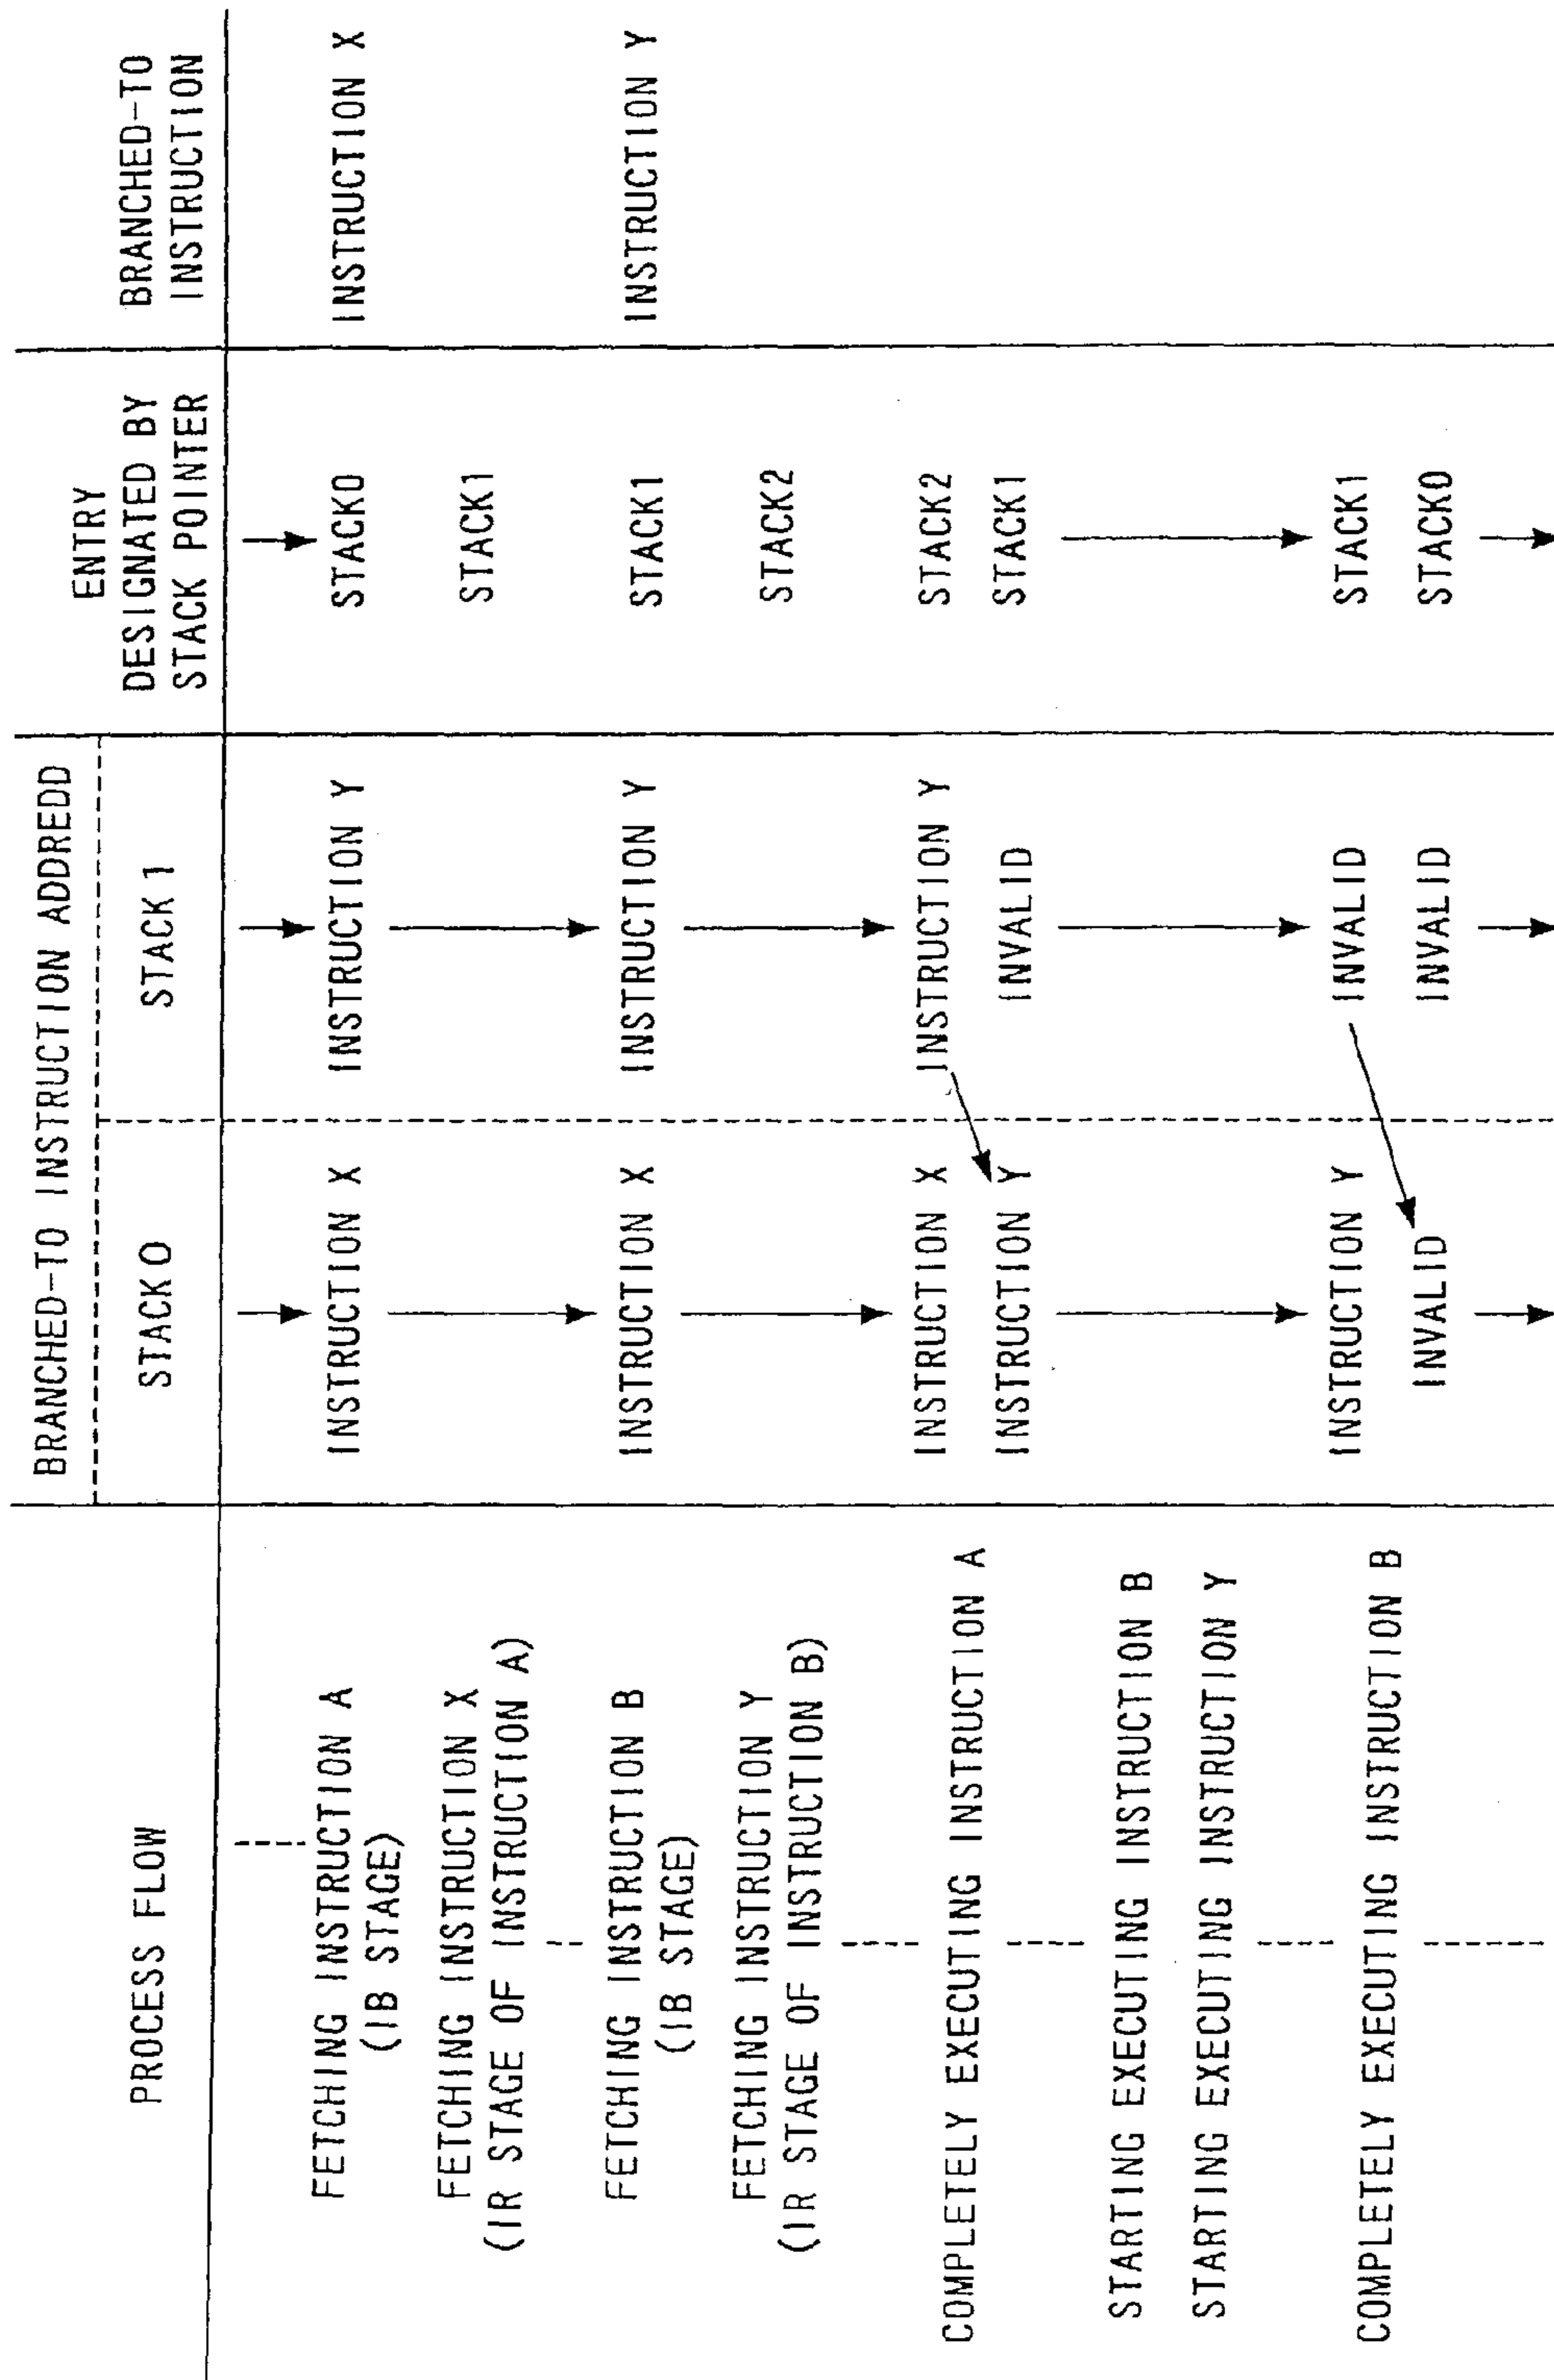 PROCESS FLOW
BRANCHED-TO INSTRUCTION ADDREDD
STACK0
STACK1
ENTRY
DESIGNATED BY
STACK POINTER
BRANCHED-TO
INSTRUCTION
FETCHING INSTRUCTION A
(IB STAGE)
INSTRUCTION X
INSTRUCTION Y
STACK0
INSTRUCTION X
FETCHING INSTRUCTION X
(IR STAGE OF INSTRUCTION A)
STACK1
FETCHING INSTRUCTION B
(IB STAGE)
INSTRUCTION X
INSTRUCTION Y
STACK1
INSTRUCTION Y
FETCHING INSTRUCTION Y
(IR STAGE OF INSTRUCTION B)
STACK2
COMPLETELY EXECUTING INSTRUCTION A
INSTRUCTION X
INSTRUCTION Y
STACK2
INSTRUCTION Y
INVALID
STACK1
STARTING EXECUTING INSTRUCTION B
STARTING EXECUTING INSTRUCTION Y
COMPLETELY EXECUTING INSTRUCTION B
INSTRUCTION Y
INVALID
STACK1
INVALID
INVALID
STACK0